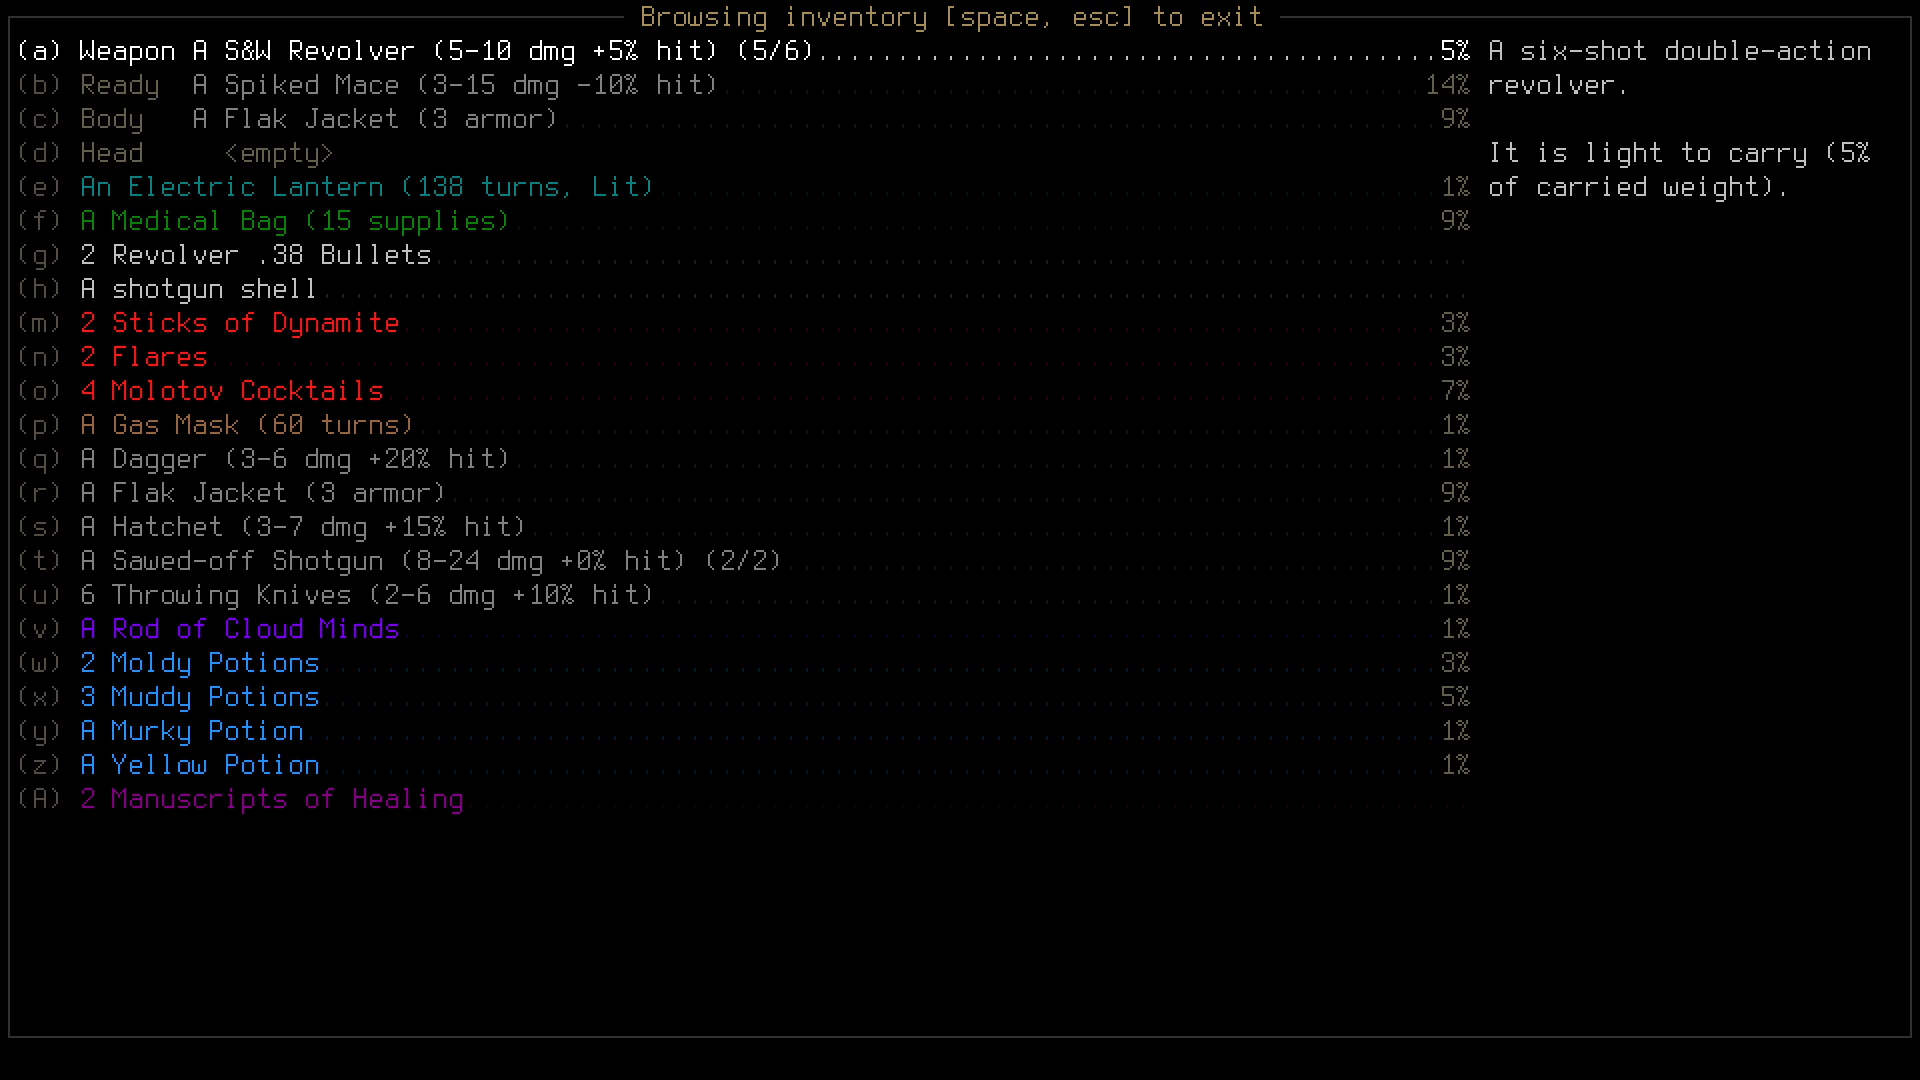 Browsing inventory [space, esc] to exit
(a) Weapon A S&W Revolver (5-10 dmg +5% hit) (5/6).......................................5%
(b) Ready A Spiked Mace (3-15 dmg -10% hit) 14%
(c) Body A Flak Jacket (3 armor) 9%
(d) Head <empty>
(e) An Electric Lantern (138 turns, Lit) 1%
(f) A Medical Bag (15 supplies) 9%
(g) 2 Revolver .38 Bullets
(h) A shotgun shell
(m) 2 Sticks of Dynamite 3%
(n) 2 Flares 3%
(o) 4 Molotov Cocktails 7%
(p) A Gas Mask (60 turns) 1%
(q) A Dagger (3-6 dmg +20% hit) 1%
(r) A Flak Jacket (3 armor) 9%
(s) A Hatchet (3-7 dmg +15% hit) 1%
(t) A Sawed-off Shotgun (8-24 dmg +0% hit) (2/2) 9%
(u) 6 Throwing Knives (2-6 dmg +10% hit) 1%
(v) A Rod of Cloud Minds 1%
(w) 2 Moldy Potions 3%
(x) 3 Muddy Potions 5%
(y) A Murky Potion 1%
(z) A Yellow Potion 1%
(A) 2 Manuscripts of Healing
A six-shot double-action
revolver.
It is light to carry (5%
of carried weight).